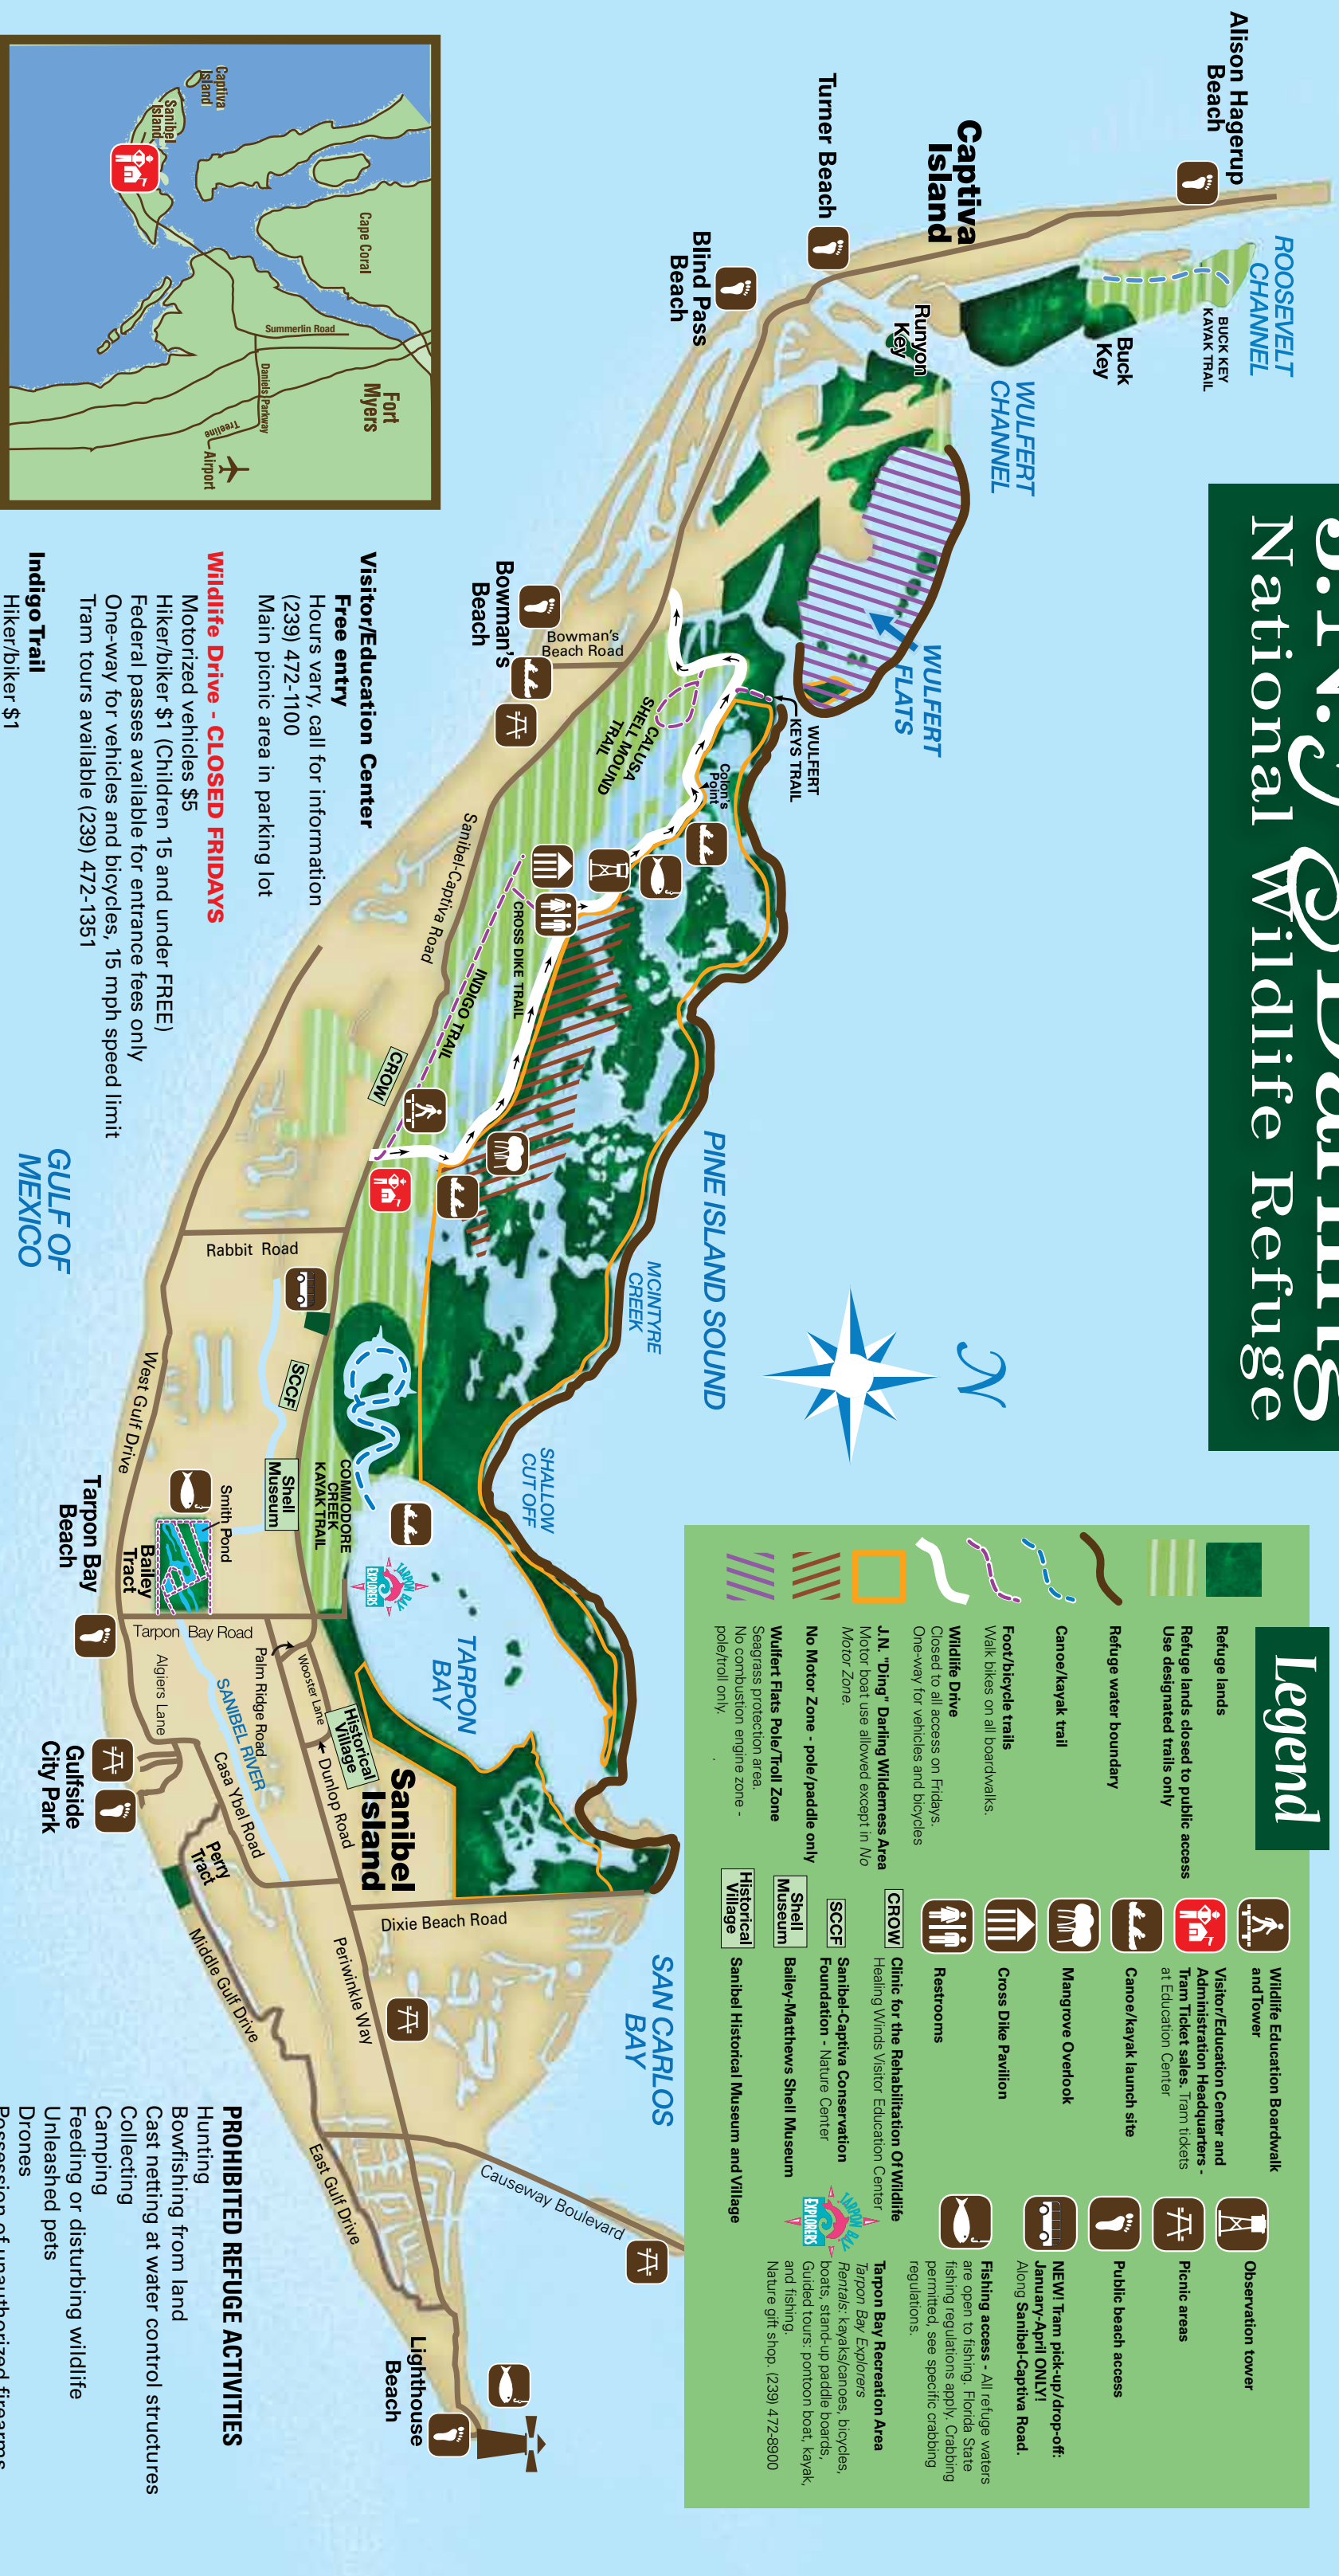 J.N. "Ding" Darling
National Wildlife Refuge
Alison Hagerup
Beach
ROOSEVELT
CHANNEL
BUCK KEY
KAYAK TRAIL
Buck
Key
Captiva
Island
Turner Beach
Runyon
Key
WULFERT
CHANNEL
Blind Pass
Beach
WULFERT
FLATS
WULFERT
KEYS TRAIL
Colon's
Point
CALUSA
SHELL MOUND
TRAIL
Bowman's
Beach Road
Bowman's
Beach
Sanibel-Captiva Road
CROSS DIKE TRAIL
INDIGO TRAIL
CROW
PINE ISLAND SOUND
MCINTYRE
CREEK
SHALLOW
CUT OFF
N
GULF OF
MEXICO
Rabbit Road
SCCF
Shell
Museum
COMMODORE
CREEK
KAYAK TRAIL
TARPON BAY
EXPLORERS
TARPON
BAY
West Gulf Drive
Smith Pond
Bailey
Tract
Tarpon Bay
Beach
Tarpon Bay Road
Algiers Lane
Palm Ridge Road
Wooster Lane
SANIBEL RIVER
Casa Ybel Road
Historical
Village
Dunlop Road
Sanibel
Island
Gulfside
City Park
Perry
Tract
Dixie Beach Road
Periwinkle Way
Middle Gulf Drive
SAN CARLOS
BAY
East Gulf Drive
Causeway Boulevard
Lighthouse
Beach
Captiva
Island
Sanibel
Island
Cape Coral
Summerlin Road
Daniels Parkway
Treeline
Airport
Fort
Myers
Visitor/Education Center
Free entry
Hours vary, call for information
(239) 472-1100
Main picnic area in parking lot
Wildlife Drive - CLOSED FRIDAYS
Motorized vehicles $5
Hiker/biker $1 (Children 15 and under FREE)
Federal passes available for entrance fees only
One-way for vehicles and bicycles, 15 mph speed limit
Tram tours available (239) 472-1351
Indigo Trail
Hiker/biker $1
PROHIBITED REFUGE ACTIVITIES
Hunting
Bowfishing from land
Cast netting at water control structures
Collecting
Camping
Feeding or disturbing wildlife
Unleashed pets
Drones
Possession of unauthorized firearms
Legend
Refuge lands
Refuge lands closed to public access
Use designated trails only
Refuge water boundary
Canoe/kayak trail
Foot/bicycle trails
Walk bikes on all boardwalks.
Wildlife Drive
Closed to all access on Fridays.
One-way for vehicles and bicycles
J.N. "Ding" Darling Wilderness Area
Motor boat use allowed except in No
Motor Zone.
No Motor Zone - pole/paddle only
Wulfert Flats Pole/Troll Zone
Seagrass protection area.
No combustion engine zone -
pole/troll only.
Wildlife Education Boardwalk
and Tower
Visitor/Education Center and
Administration Headquarters -
Tram Ticket sales. Tram tickets
at Education Center
Canoe/kayak launch site
Mangrove Overlook
Cross Dike Pavilion
Restrooms
CROW
Clinic for the Rehabilitation Of Wildlife
Healing Winds Visitor Education Center
SCCF
Sanibel-Captiva Conservation
Foundation - Nature Center
Shell
Museum
Bailey-Matthews Shell Museum
Historical
Village
Sanibel Historical Museum and Village
Observation tower
Picnic areas
Public beach access
NEW! Tram pick-up/drop-off:
January-April ONLY!
Along Sanibel-Captiva Road.
Fishing access - All refuge waters
are open to fishing. Florida State
fishing regulations apply. Crabbing
permitted, see specific crabbing
regulations.
TARPON BAY
EXPLORERS
Tarpon Bay Recreation Area
Tarpon Bay Explorers
Rentals: kayaks/canoes, bicycles,
boats, stand-up paddle boards,
Guided tours: pontoon boat, kayak,
and fishing.
Nature gift shop. (239) 472-8900